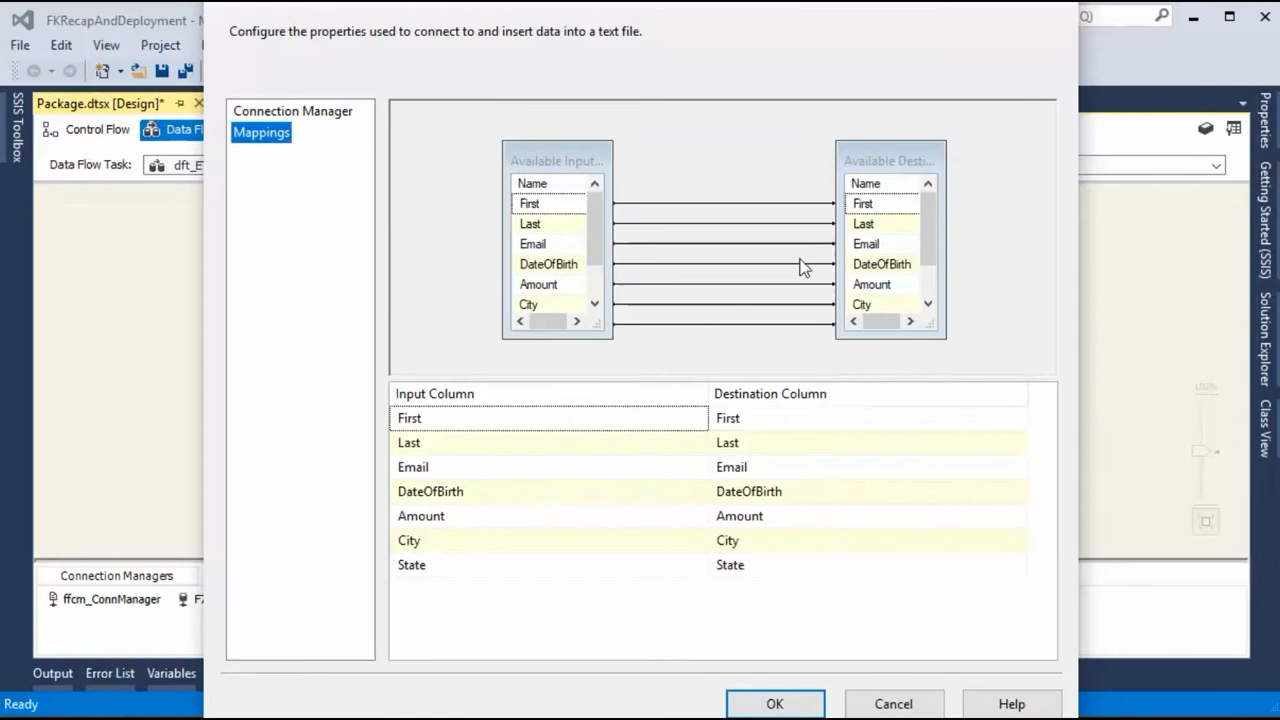 Configure the properties used to connect to and insert data into a text file.
FKRecapAndDeployment - M
File Edit View Project
Package.dtsx [Design]*
Control Flow
Data Fl
Data Flow Task: dft_E
SSIS Toolbox
Connection Manager
Mappings
Available Input...
Name
First
Last
Email
DateOfBirth
Amount
City
Available Desti...
Name
First
Last
Email
DateOfBirth
Amount
City
Input Column Destination Column
First First
Last Last
Email Email
DateOfBirth DateOfBirth
Amount Amount
City City
State State
Properties
Getting Started (SSIS)
Solution Explorer
Class View
100%
Connection Managers
ffcm_ConnManager
Output Error List Variables
OK Cancel Help
Ready